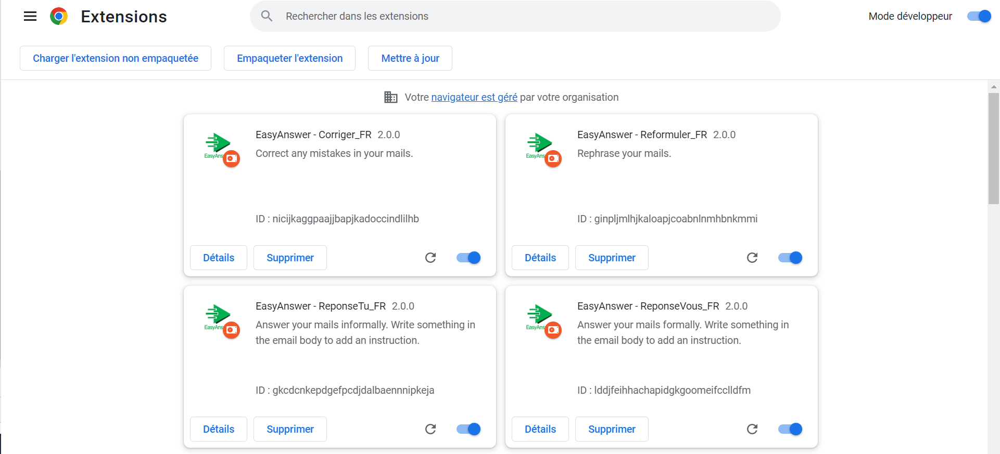 Extensions
Rechercher dans les extensions
Mode développeur
Charger l'extension non empaquetée
Empaqueter l'extension
Mettre à jour
Votre navigateur est géré par votre organisation
EasyAnswer - Corriger_FR 2.0.0
Correct any mistakes in your mails.
EasyAns
ID : nicijkaggpaajjbapjkadoccindlilhb
Détails
Supprimer
EasyAnswer - Reformuler_FR 2.0.0
Rephrase your mails.
EasyAns
ID : ginpljmlhjkaloapjcoabnlnmhbnkmmi
Détails
Supprimer
EasyAnswer - ReponseTu_FR 2.0.0
Answer your mails informally. Write something in
the email body to add an instruction.
EasyAns
ID : gkcdcnkepdgefpcdjdalbaennnipkeja
Détails
Supprimer
EasyAnswer - ReponseVous_FR 2.0.0
Answer your mails formally. Write something in
the email body to add an instruction.
EasyAns
ID : lddjfeihhachapidgkgoomeifcclldfm
Détails
Supprimer